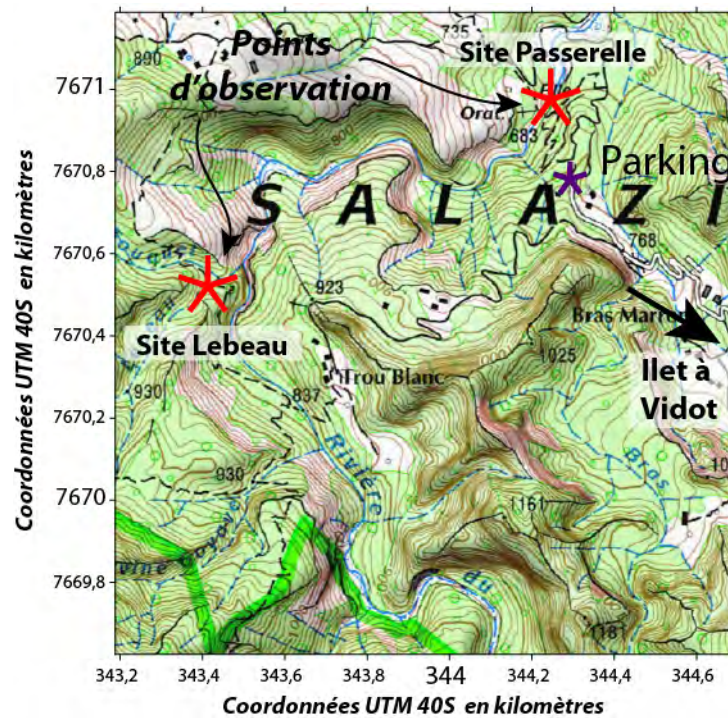 735
890
Points
d'observation
Site Passerelle
7671
Orat.
683
7670,8
Parking
SALAZI
7670,6
768
923
Bras Marron
7670,4
Site Lebeau
1025
Trou Blanc
Ilet à
Vidot
930
837
7670,2
930
Rivière
Bras
7670
1161
du
7669,8
1181
343,2
343,4
343,6
343,8
344
344,2
344,4
344,6
Coordonnées UTM 40S en kilomètres
Coordonnées UTM 40S en kilomètres